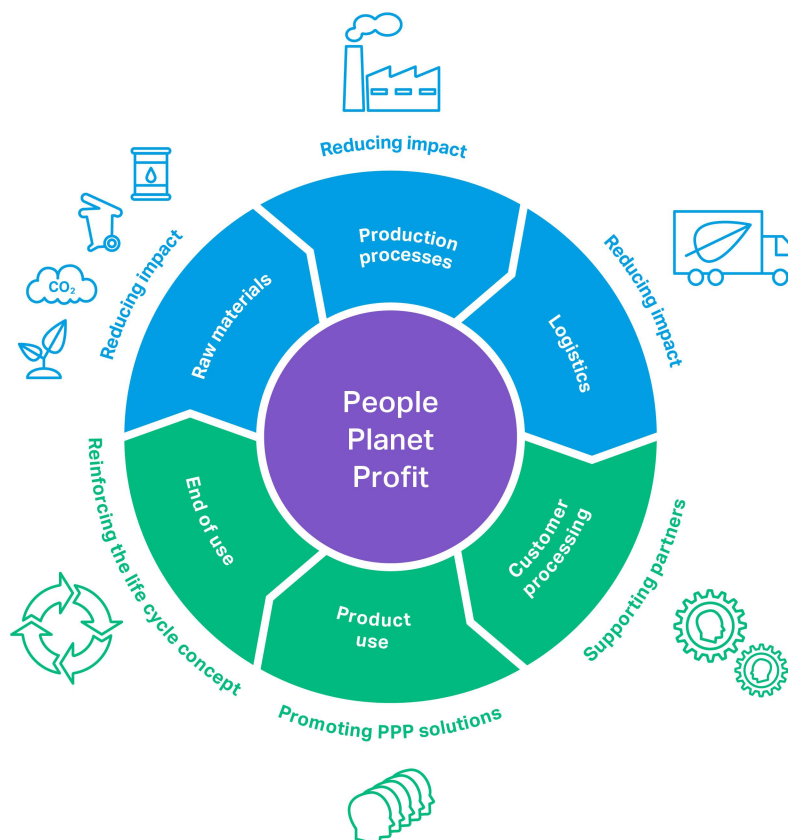 Reducing impact
Production
processes
Reducing impact
Logistics
Supporting partners
Customer
processing
Promoting PPP solutions
Product
use
Reinforcing the life cycle concept
End of use
Reducing impact
Raw materials
CO₂
People
Planet
Profit